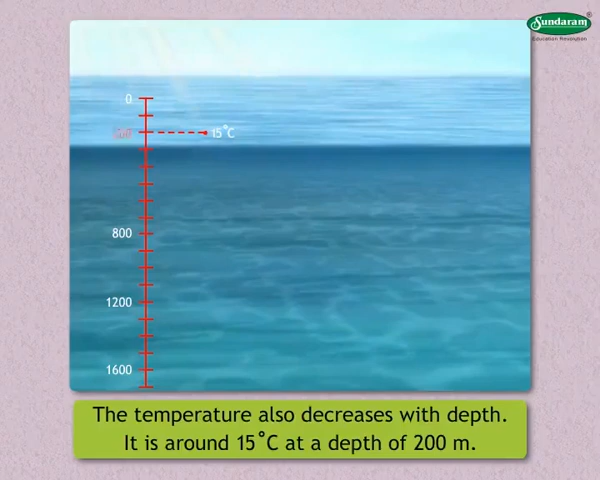 Sundaram
Education Revolution
0
15°C
800
1200
1600
The temperature also decreases with depth.
It is around 15°C at a depth of 200 m.